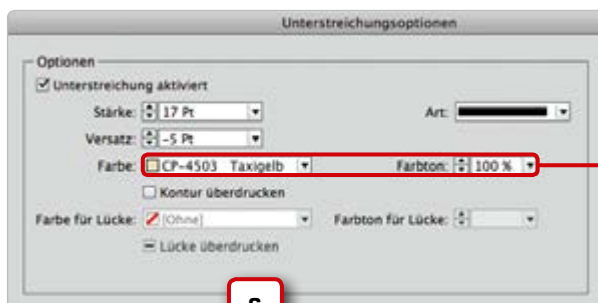 Unterstreichungsoptionen
Optionen
Unterstreichung aktiviert
Stärke: 17 Pt Art:
Versatz: -5 Pt
Farbe: CP-4503 Taxigelb Farbton: 100 %
Kontur überdrucken
Farbe für Lücke: [Ohne] Farbton für Lücke:
Lücke überdrucken